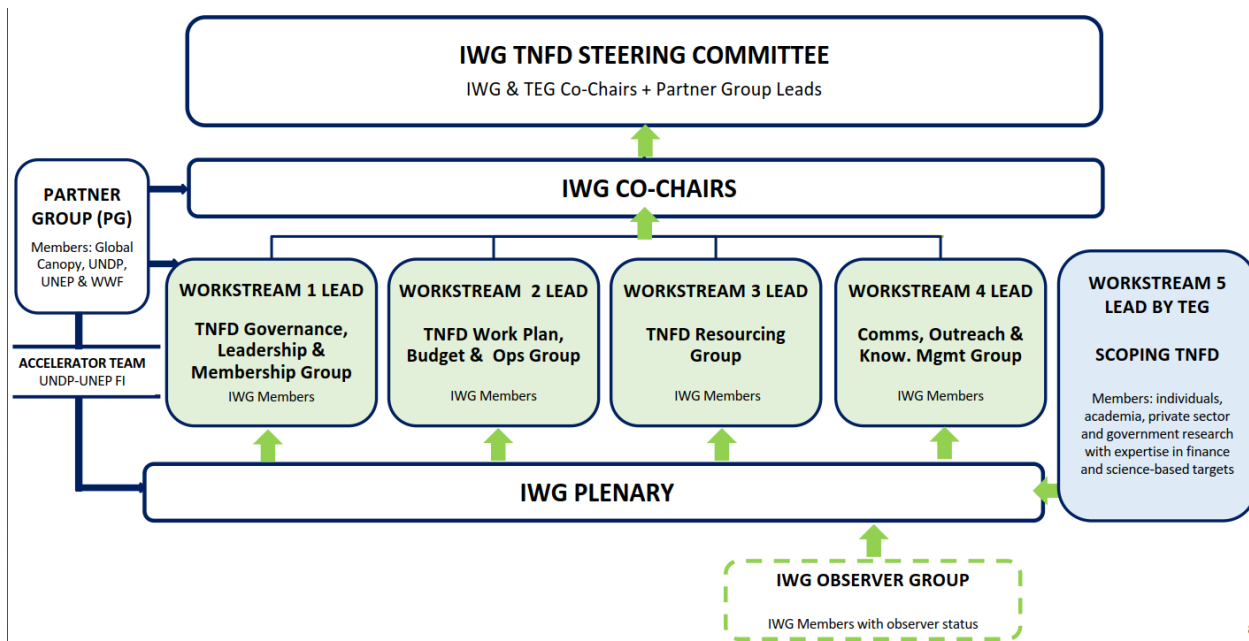 IWG TNFD STEERING COMMITTEE
IWG & TEG Co-Chairs + Partner Group Leads
IWG CO-CHAIRS
PARTNER
GROUP (PG)
Members: Global
Canopy, UNDP,
UNEP & WWF
ACCELERATOR TEAM
UNDP-UNEP FI
WORKSTREAM 1 LEAD
TNFD Governance,
Leadership &
Membership Group
IWG Members
WORKSTREAM 2 LEAD
TNFD Work Plan,
Budget & Ops Group
IWG Members
WORKSTREAM 3 LEAD
TNFD Resourcing
Group
IWG Members
WORKSTREAM 4 LEAD
Comms, Outreach &
Know. Mgmt Group
IWG Members
WORKSTREAM 5
LEAD BY TEG
SCOPING TNFD
Members: individuals,
academia, private sector
and government research
with expertise in finance
and science-based targets
IWG PLENARY
IWG OBSERVER GROUP
IWG Members with observer status